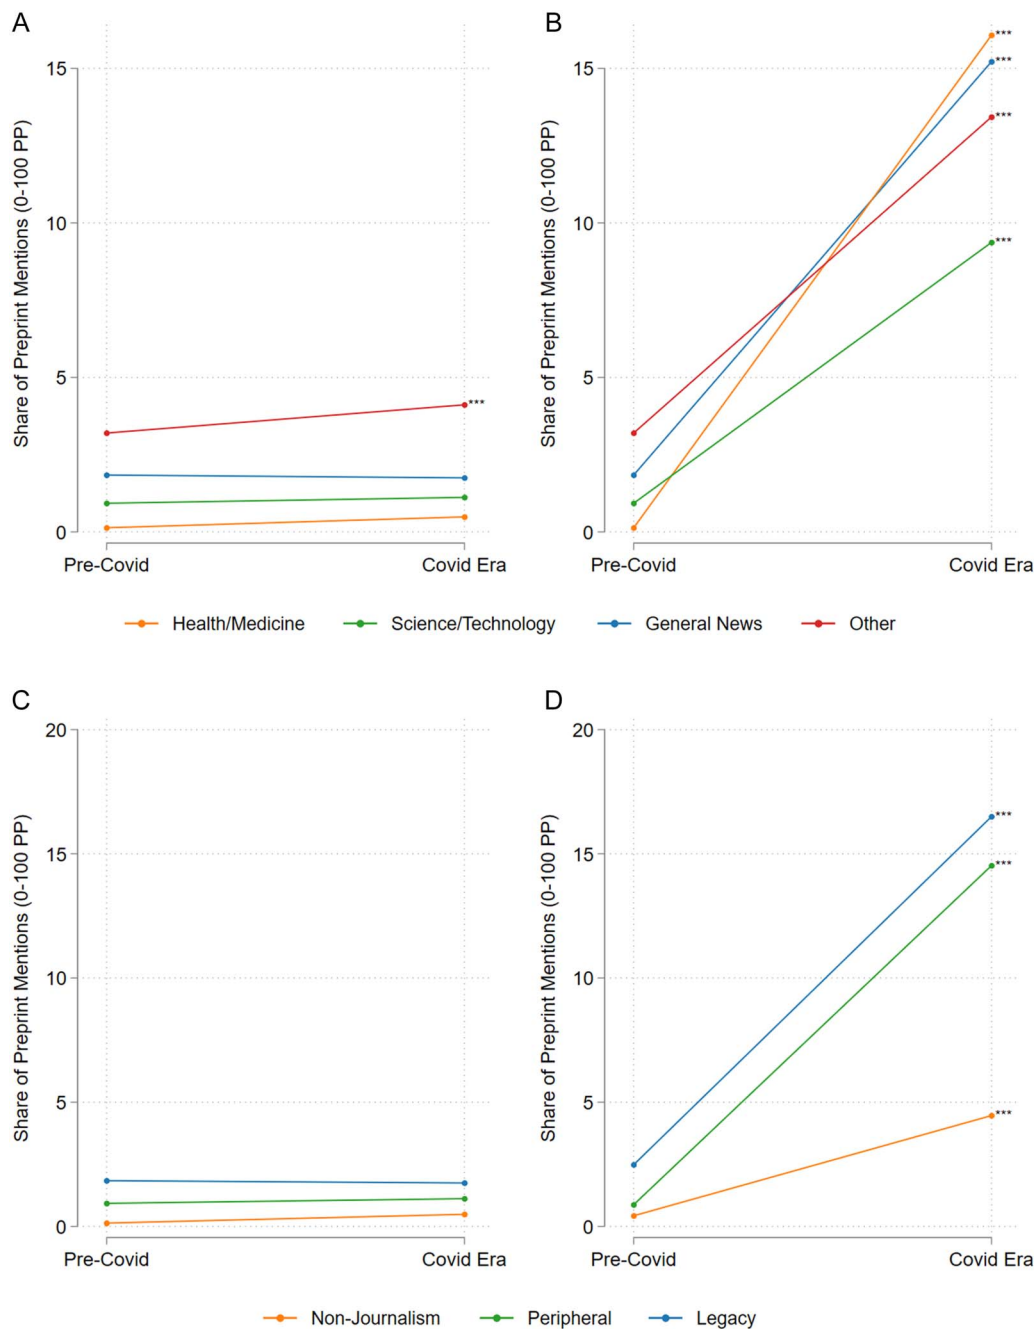 A
Share of Preprint Mentions (0-100 PP)
15
10
5
0
***
Pre-Covid Covid Era
B
Share of Preprint Mentions (0-100 PP)
15
10
5
0
***
***
***
***
Pre-Covid Covid Era
Health/Medicine Science/Technology General News Other
C
Share of Preprint Mentions (0-100 PP)
20
15
10
5
0
Pre-Covid Covid Era
D
Share of Preprint Mentions (0-100 PP)
20
15
10
5
0
***
***
***
Pre-Covid Covid Era
Non-Journalism Peripheral Legacy